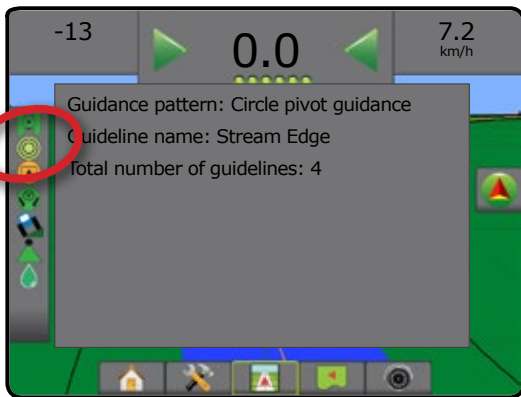 -13
0.0
7.2
km/h
Guidance pattern: Circle pivot guidance
Guideline name: Stream Edge
Total number of guidelines: 4